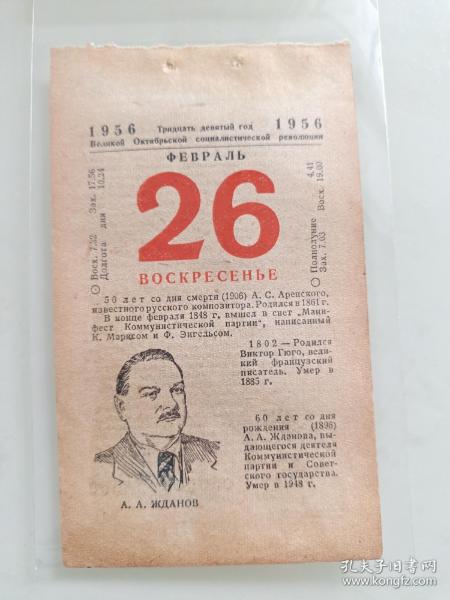 1956 Тридцать девятый год 1956
Великой Октябрьской социалистической революции
ФЕВРАЛЬ
Восх. 7.32 Зах. 17.56
Долгота дня 10.24
26
Полнолуние 4.41
Зах. 7.03 Восх. 19.00
ВОСКРЕСЕНЬЕ
50 лет со дня смерти (1906) А. С. Аренского,
известного русского композитора. Родился в 1861 г.
В конце февраля 1848 г. вышел в свет „Мани-
фест Коммунистической партии“, написанный
К. Марксом и Ф. Энгельсом.
1802 — Родился
Виктор Гюго, вели-
кий французский
писатель. Умер в
1885 г.
60 лет со дня
рождения (1896)
А. А. Жданова, вы-
дающегося деятеля
Коммунистической
партии и Совет-
ского государства.
Умер в 1948 г.
А. А. ЖДАНОВ
孔夫子旧书网
www.kongfz.com